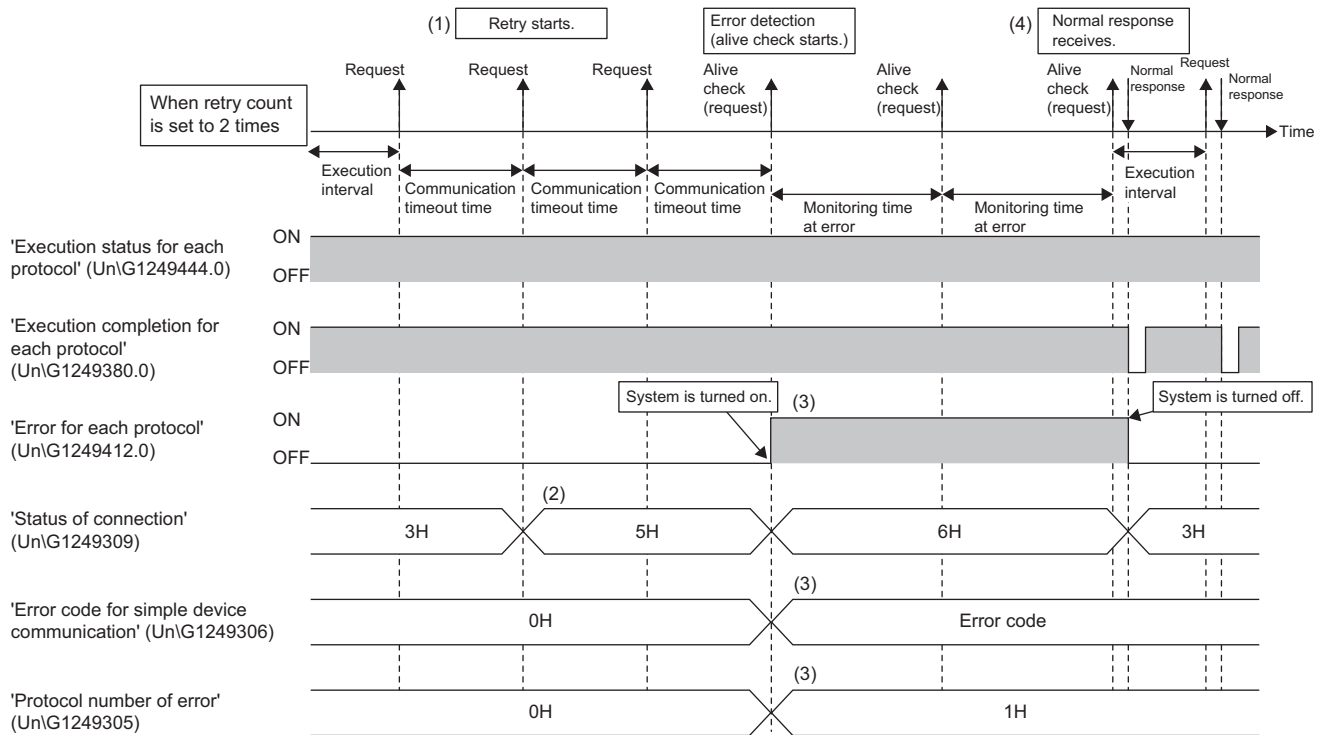 (1) Retry starts.
Error detection
(alive check starts.)
(4) Normal response
receives.
Request
Request
Request
Alive
check
(request)
Alive
check
(request)
Alive
check
(request)
Normal
response
Request
Normal
response
When retry count
is set to 2 times
Time
Execution
interval
Communication
timeout time
Communication
timeout time
Communication
timeout time
Monitoring time
at error
Monitoring time
at error
Execution
interval
'Execution status for each
protocol' (Un\G1249444.0)
ON
OFF
'Execution completion for
each protocol'
(Un\G1249380.0)
ON
OFF
System is turned on.
(3)
System is turned off.
'Error for each protocol'
(Un\G1249412.0)
ON
OFF
'Status of connection'
(Un\G1249309)
3H
(2)
5H
6H
3H
'Error code for simple device
communication' (Un\G1249306)
0H
(3)
Error code
'Protocol number of error'
(Un\G1249305)
0H
(3)
1H